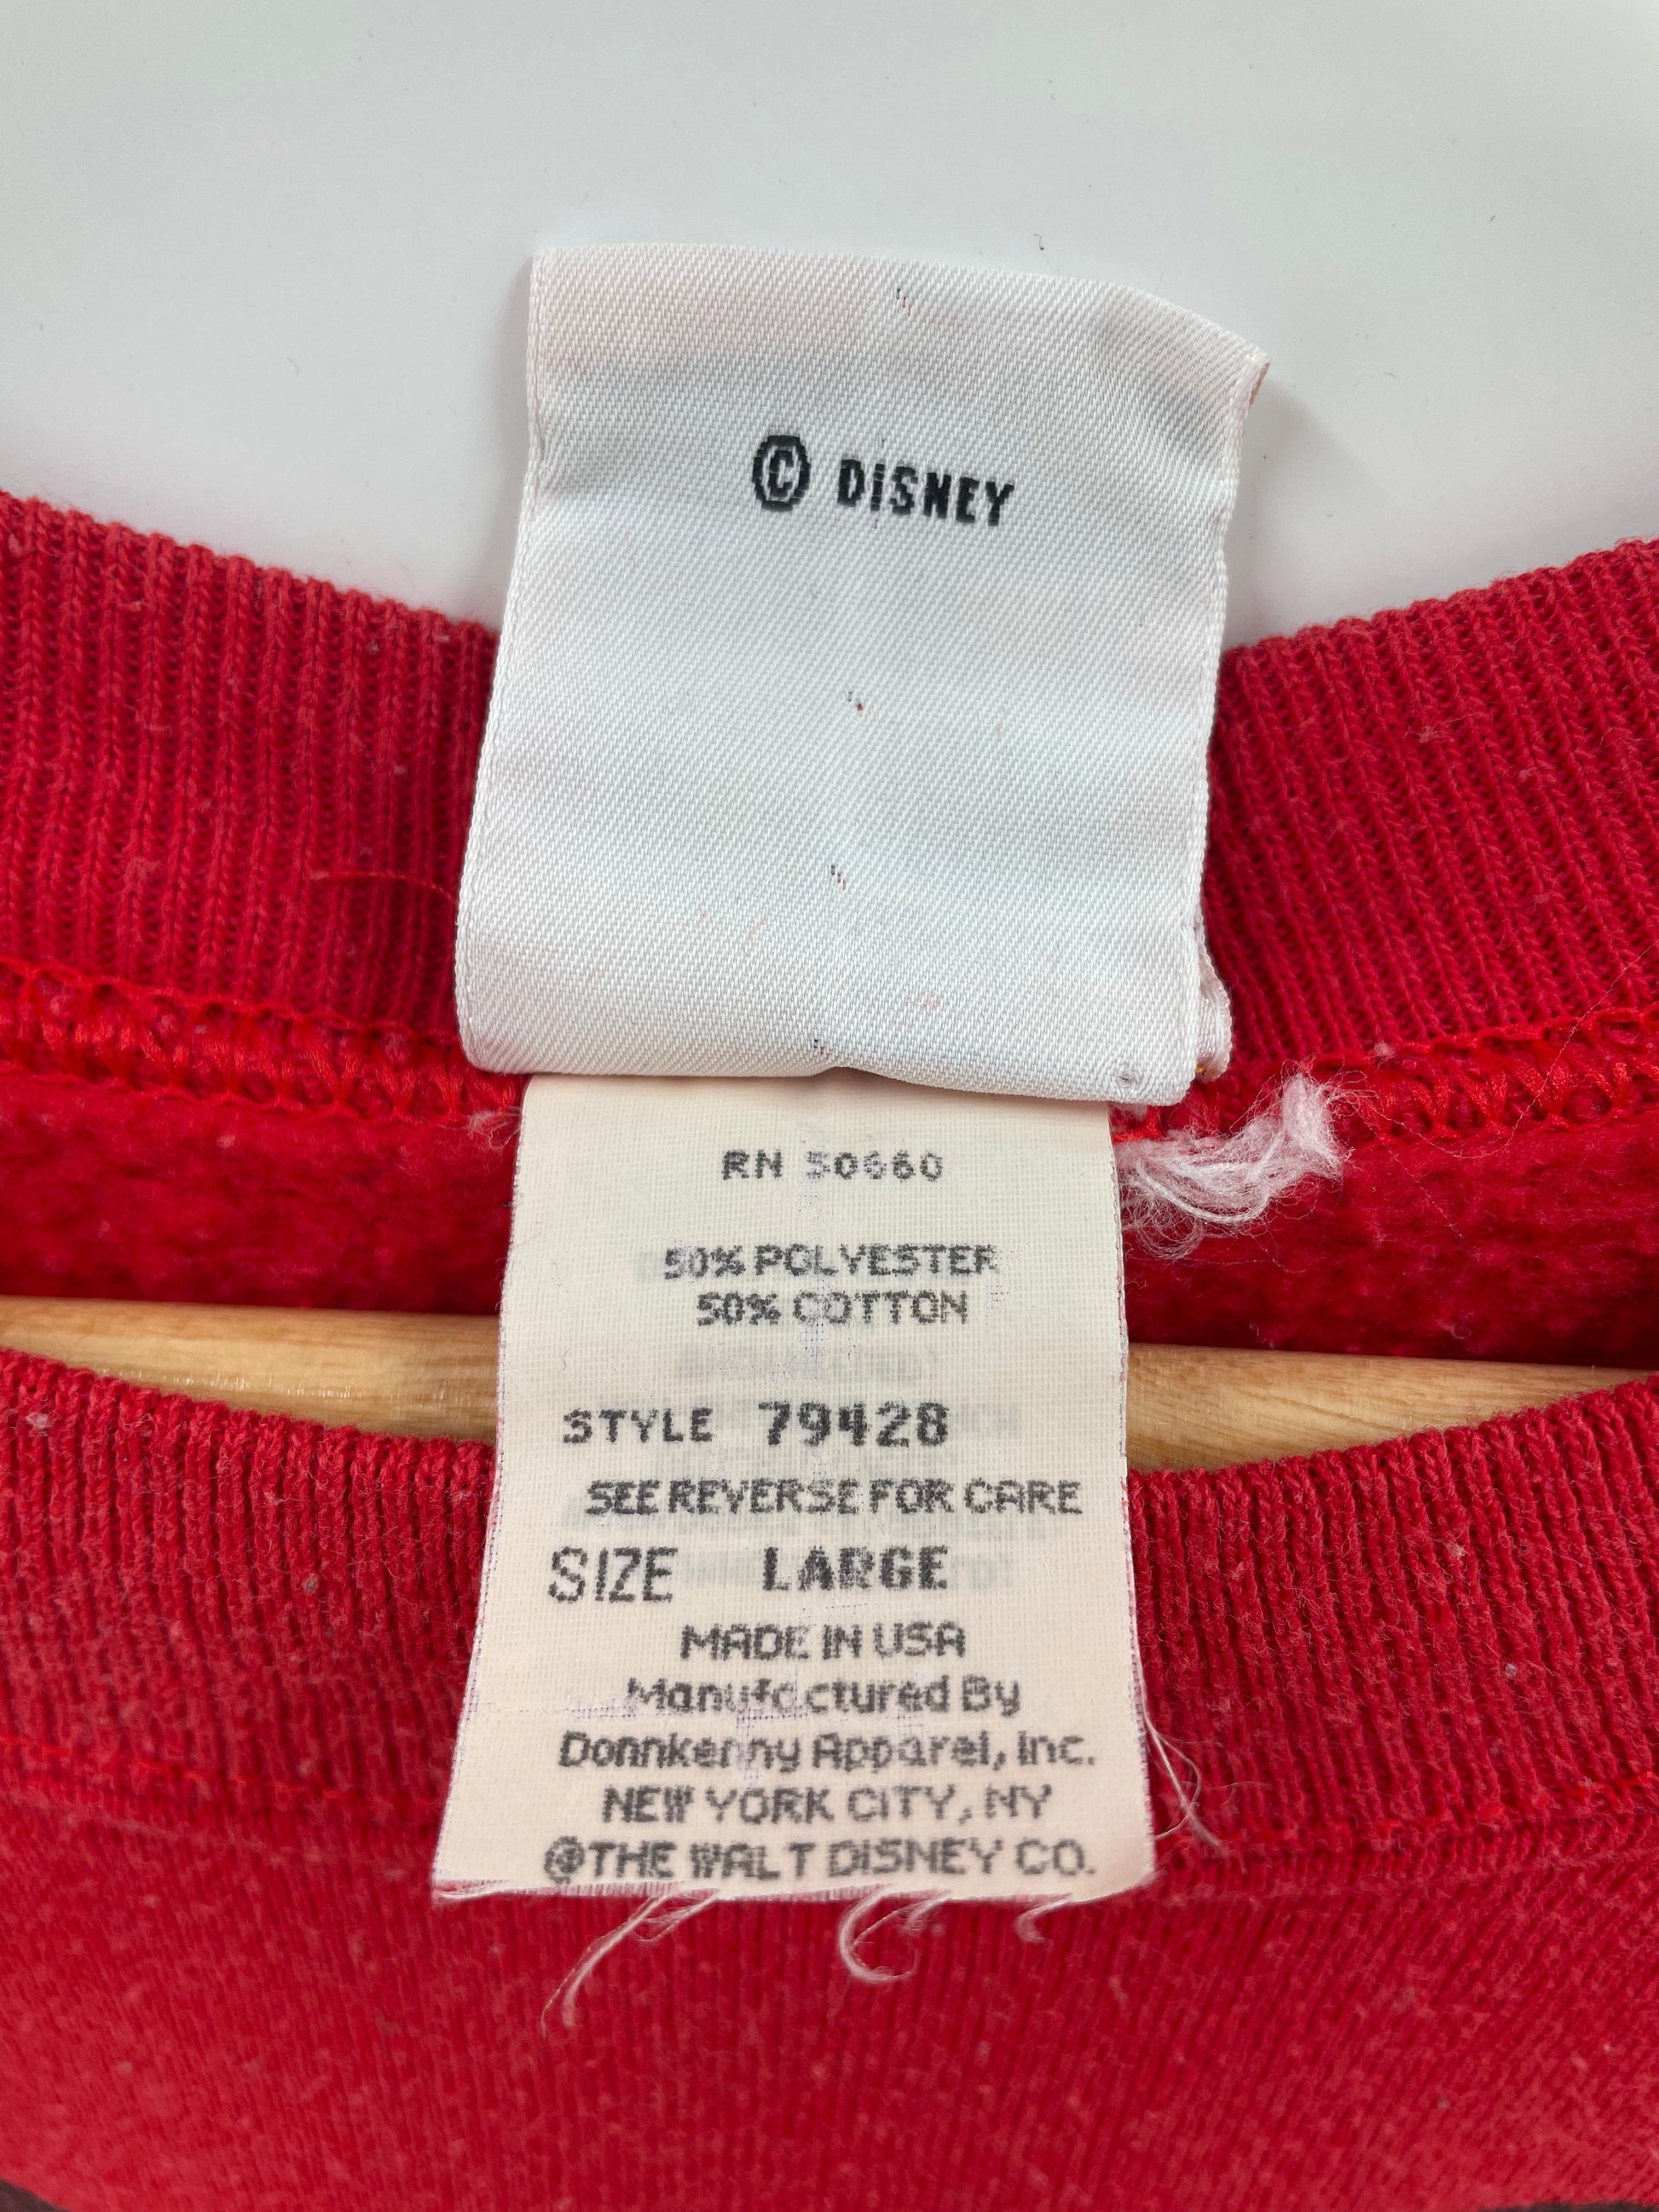 © DISNEY
RN 50660
50% POLYESTER
50% COTTON
STYLE 79428
SEE REVERSE FOR CARE
SIZE LARGE
MADE IN USA
Manufactured By
Donnkenny Apparel, Inc.
NEW YORK CITY, NY
@THE WALT DISNEY CO.